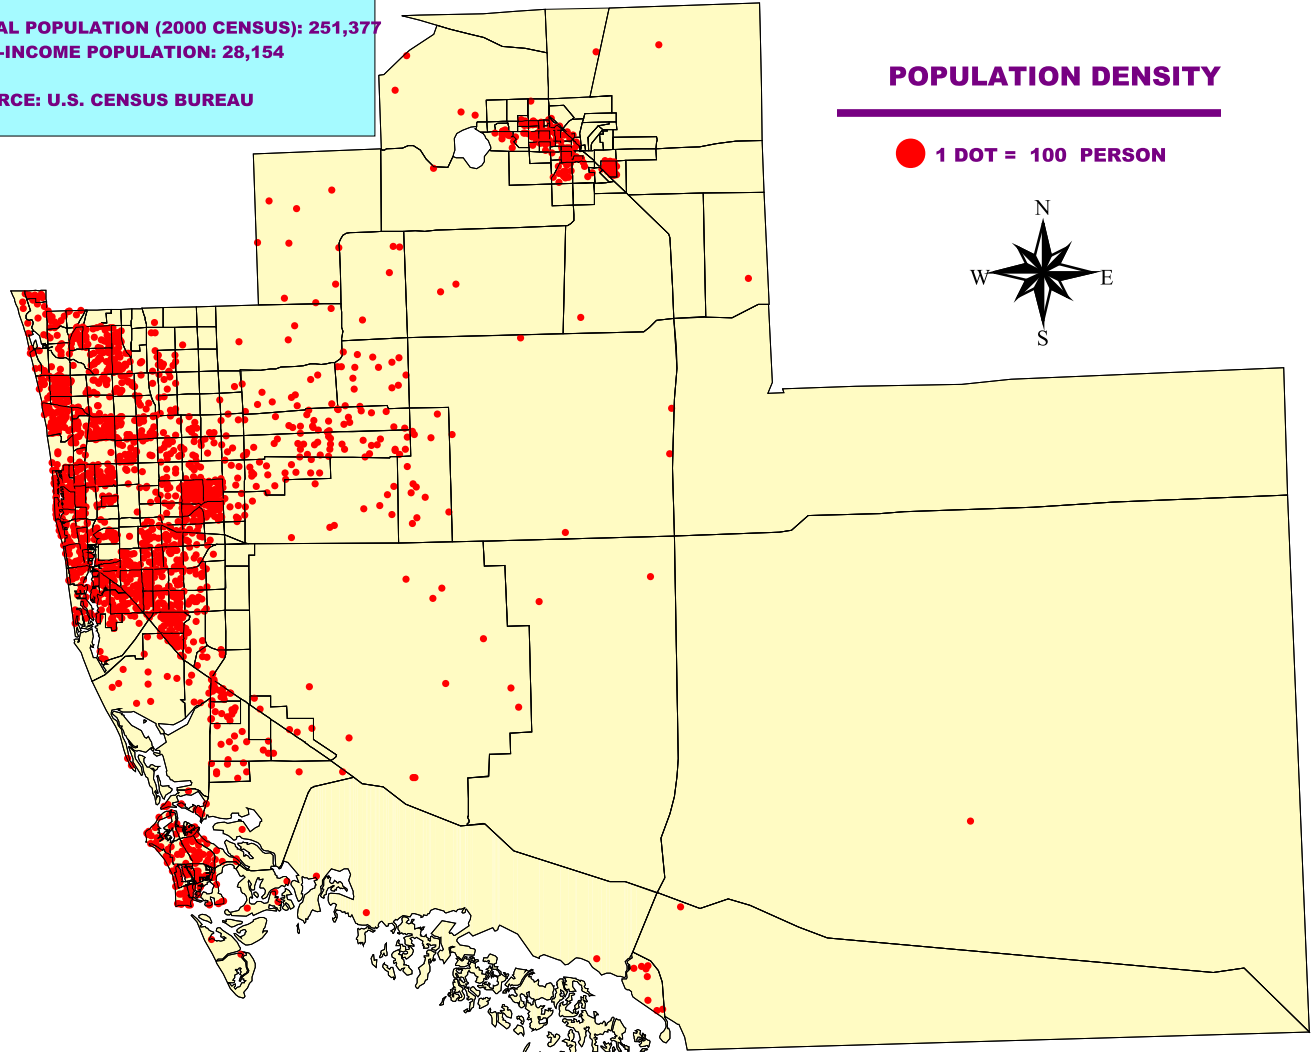 AL POPULATION (2000 CENSUS): 251,377
-INCOME POPULATION: 28,154
RCE: U.S. CENSUS BUREAU
POPULATION DENSITY
1 DOT = 100 PERSON
N
W E
S